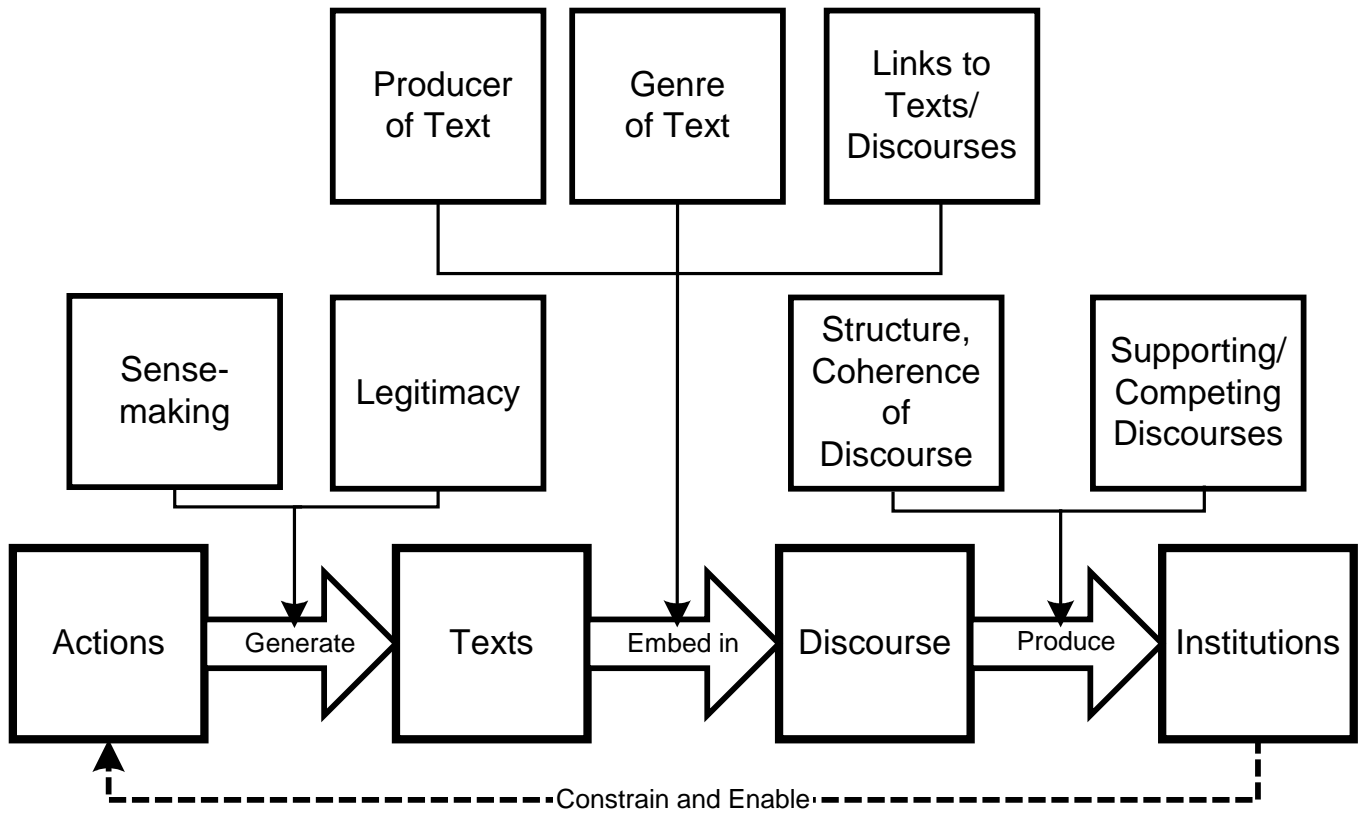 Producer
of Text
Genre
of Text
Links to
Texts/
Discourses
Sense-
making
Legitimacy
Structure,
Coherence
of
Discourse
Supporting/
Competing
Discourses
Actions
Generate
Texts
Embed in
Discourse
Produce
Institutions
Constrain and Enable